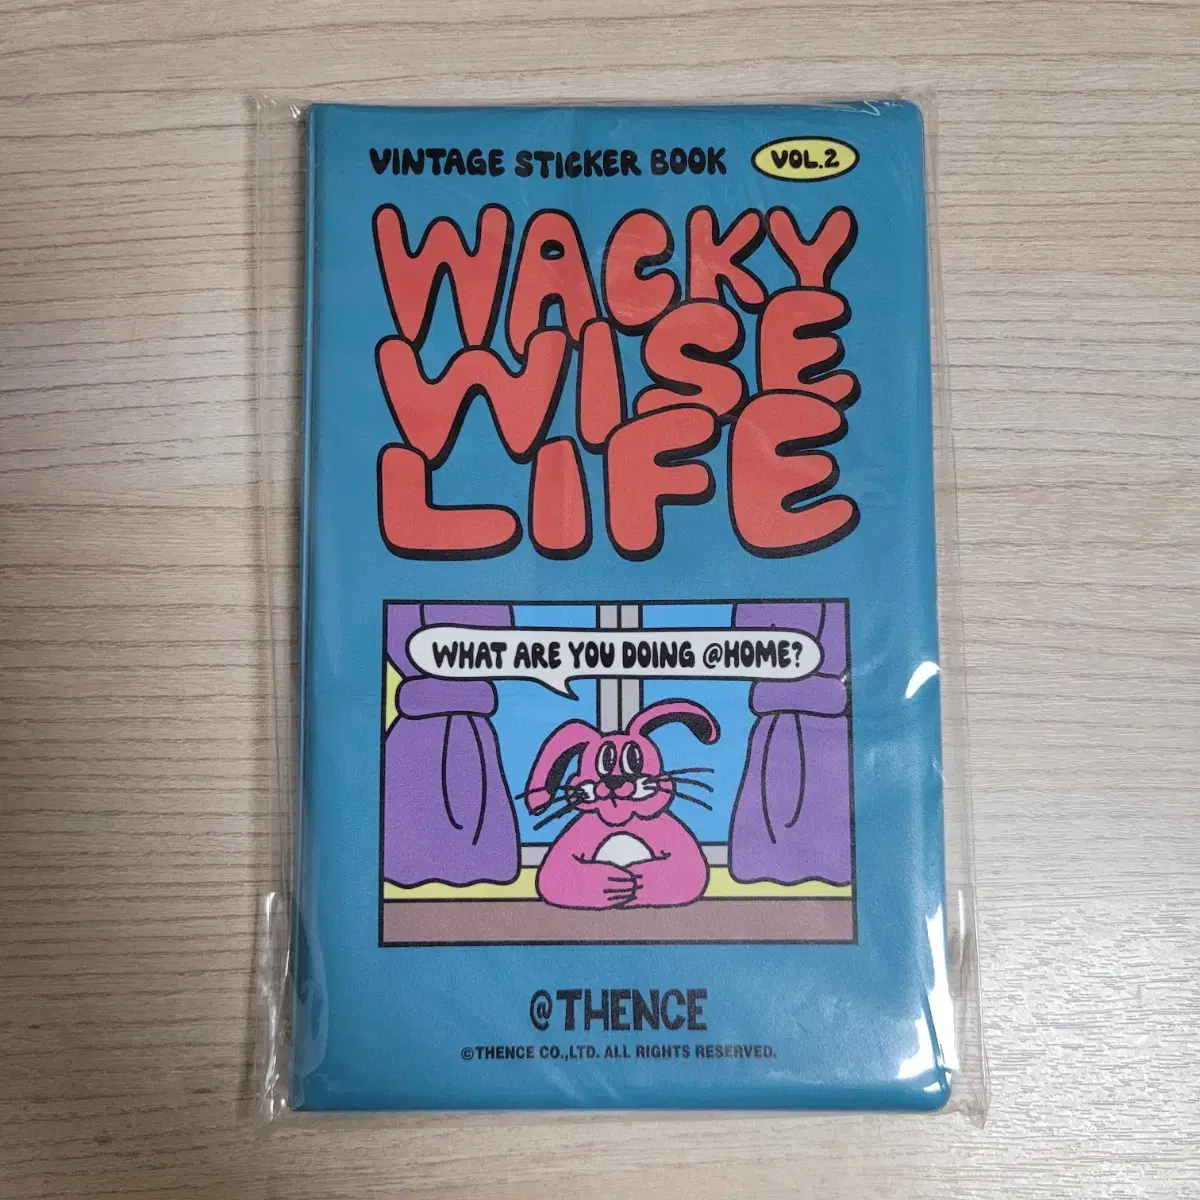 VINTAGE STICKER BOOK VOL.2
WACKY
WISE
LIFE
WHAT ARE YOU DOING @HOME?
@THENCE
©THENCE CO.,LTD. ALL RIGHTS RESERVED.